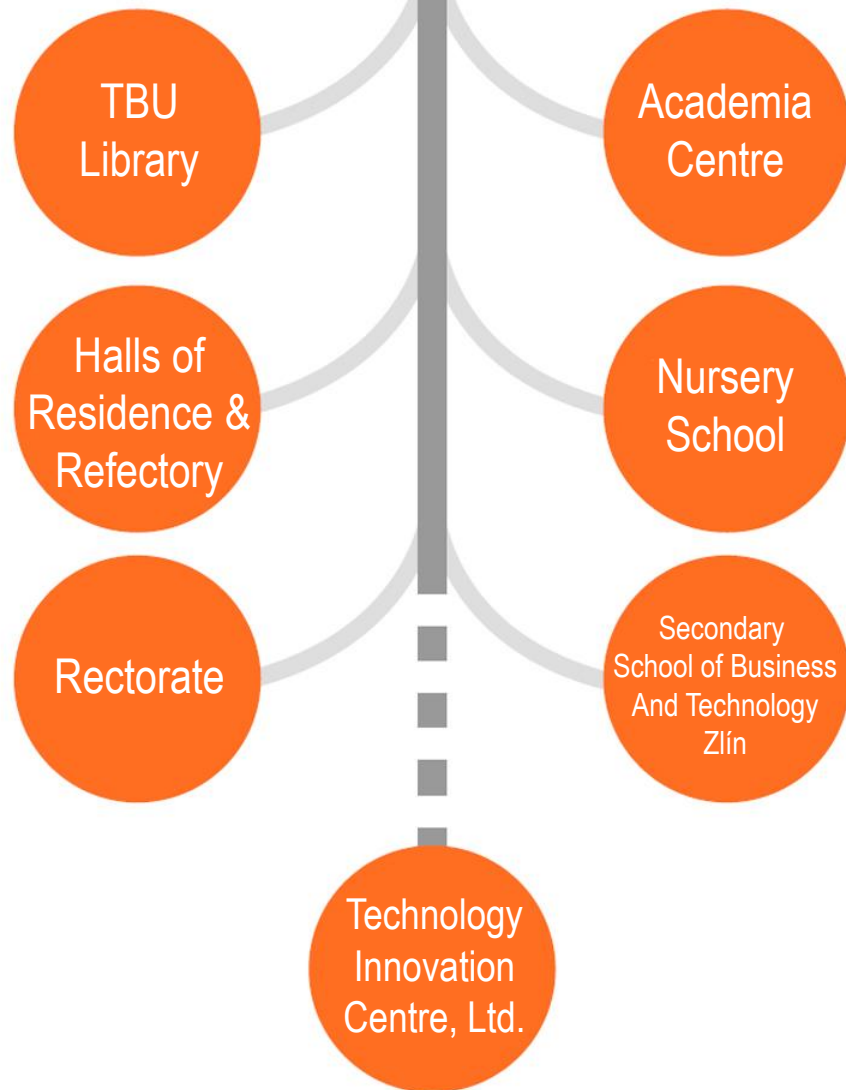 TBU
Library
Academia
Centre
Halls of
Residence &
Refectory
Nursery
School
Rectorate
Secondary
School of Business
And Technology
Zlín
Technology
Innovation
Centre, Ltd.